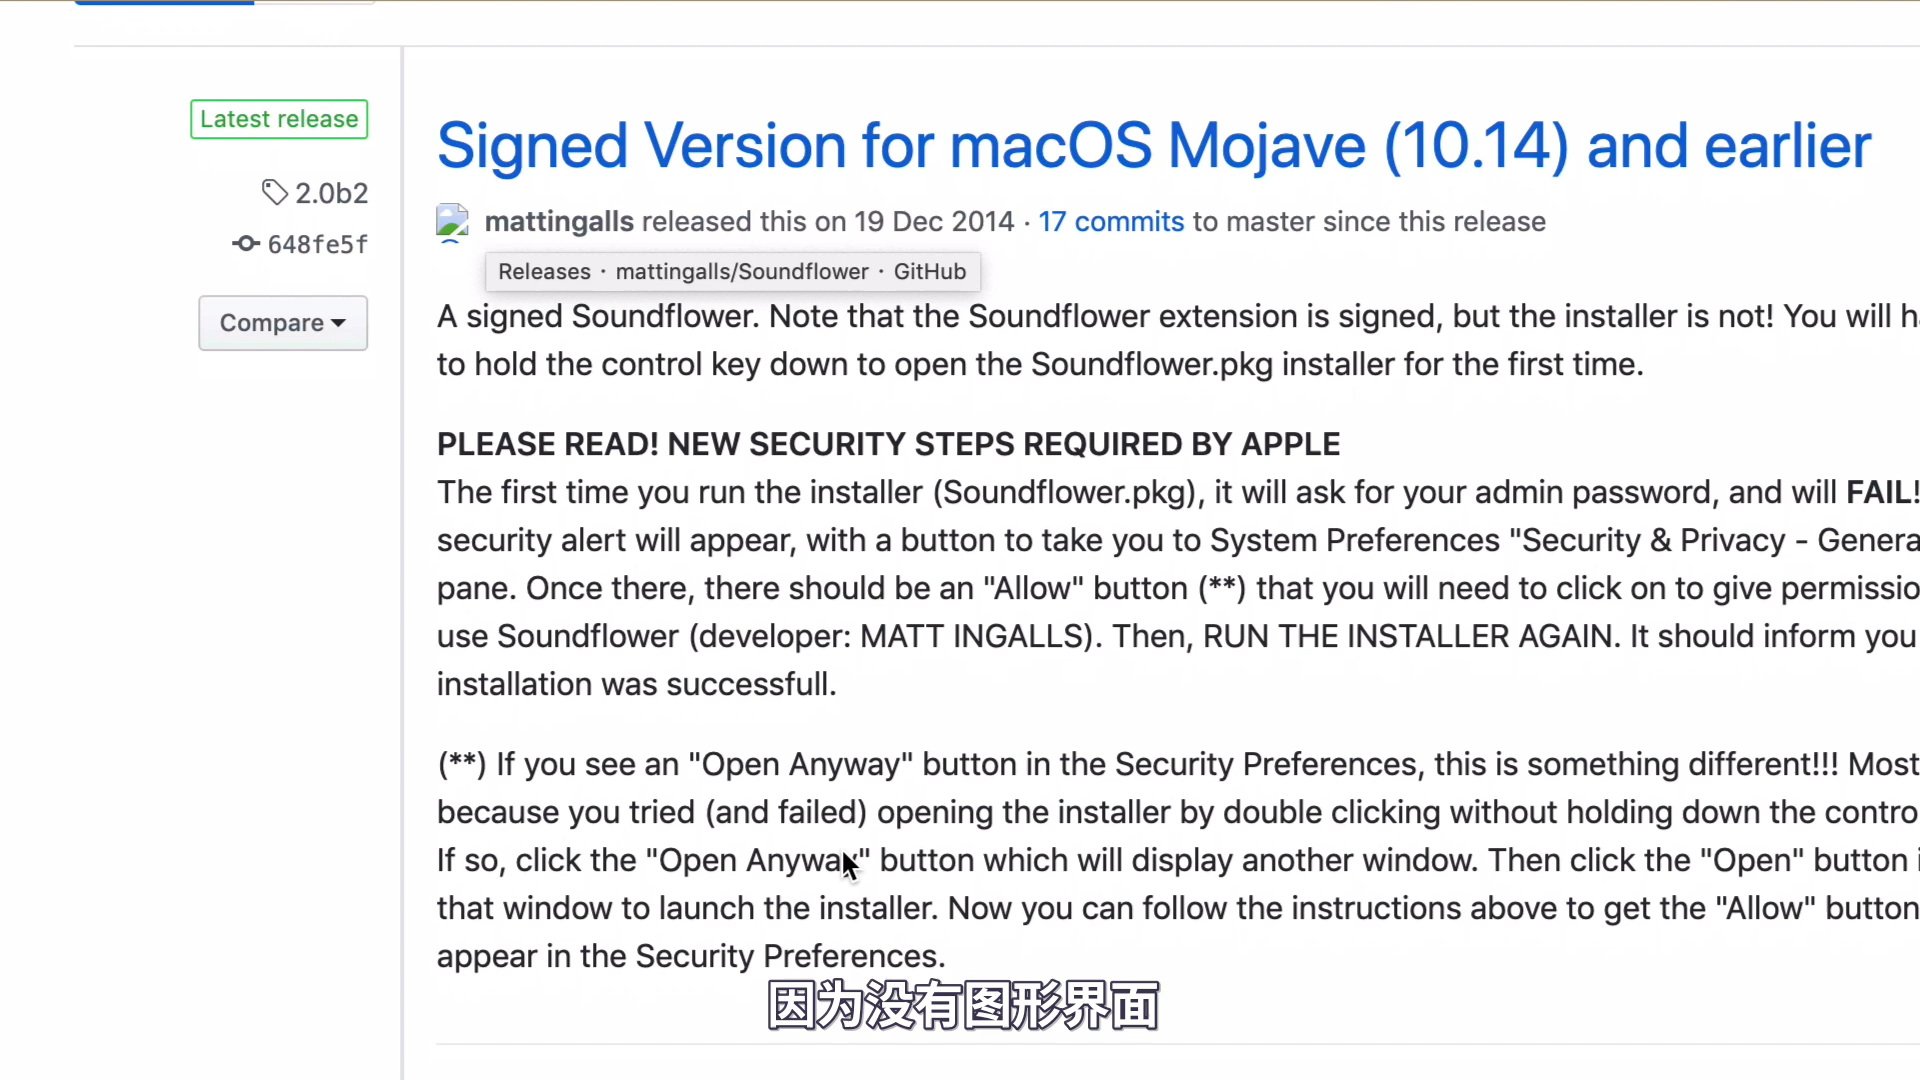 Latest release
2.0b2
648fe5f
Compare
Signed Version for macOS Mojave (10.14) and earlier
mattingalls released this on 19 Dec 2014 · 17 commits to master since this release
Releases · mattingalls/Soundflower · GitHub
A signed Soundflower. Note that the Soundflower extension is signed, but the installer is not! You will
to hold the control key down to open the Soundflower.pkg installer for the first time.
PLEASE READ! NEW SECURITY STEPS REQUIRED BY APPLE
The first time you run the installer (Soundflower.pkg), it will ask for your admin password, and will FAIL!
security alert will appear, with a button to take you to System Preferences "Security & Privacy - Genera
pane. Once there, there should be an "Allow" button (**) that you will need to click on to give permissio
use Soundflower (developer: MATT INGALLS). Then, RUN THE INSTALLER AGAIN. It should inform you
installation was successfull.
(**) If you see an "Open Anyway" button in the Security Preferences, this is something different!!! Most
because you tried (and failed) opening the installer by double clicking without holding down the contro
If so, click the "Open Anyway" button which will display another window. Then click the "Open" button
that window to launch the installer. Now you can follow the instructions above to get the "Allow" button
appear in the Security Preferences.
因为没有图形界面